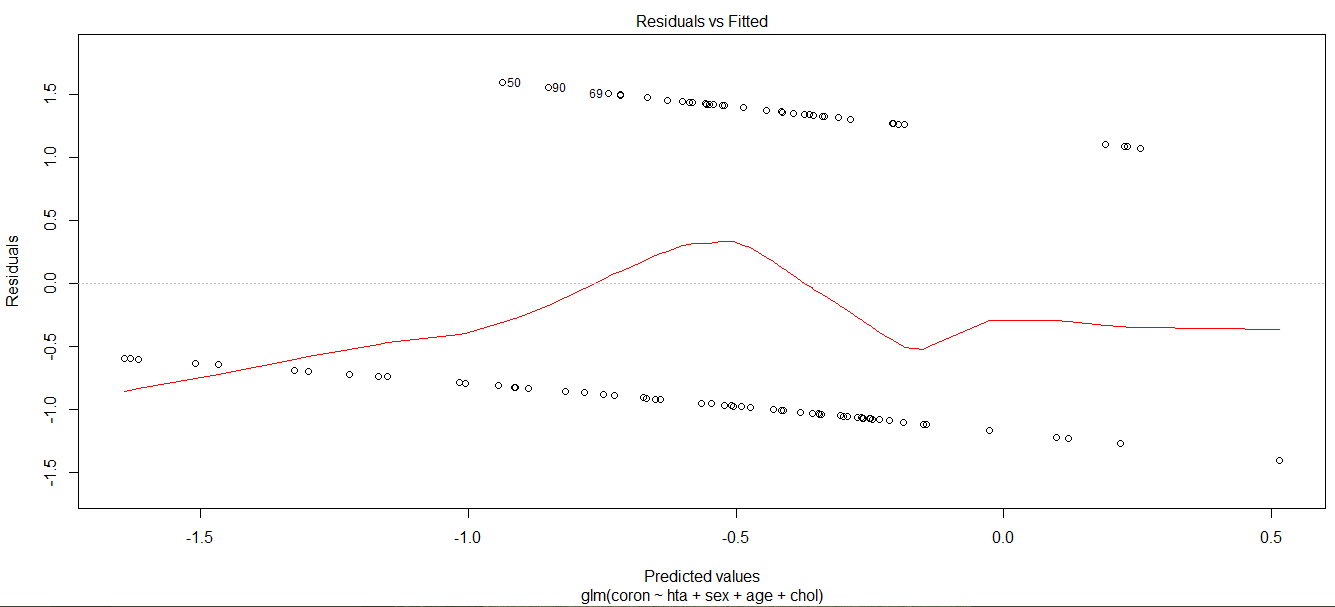 Residuals vs Fitted
Residuals
1.5
1.0
0.5
0.0
-0.5
-1.0
-1.5
50
90
69
-1.5 -1.0 -0.5 0.0 0.5
Predicted values
glm(coron ~ hta + sex + age + chol)